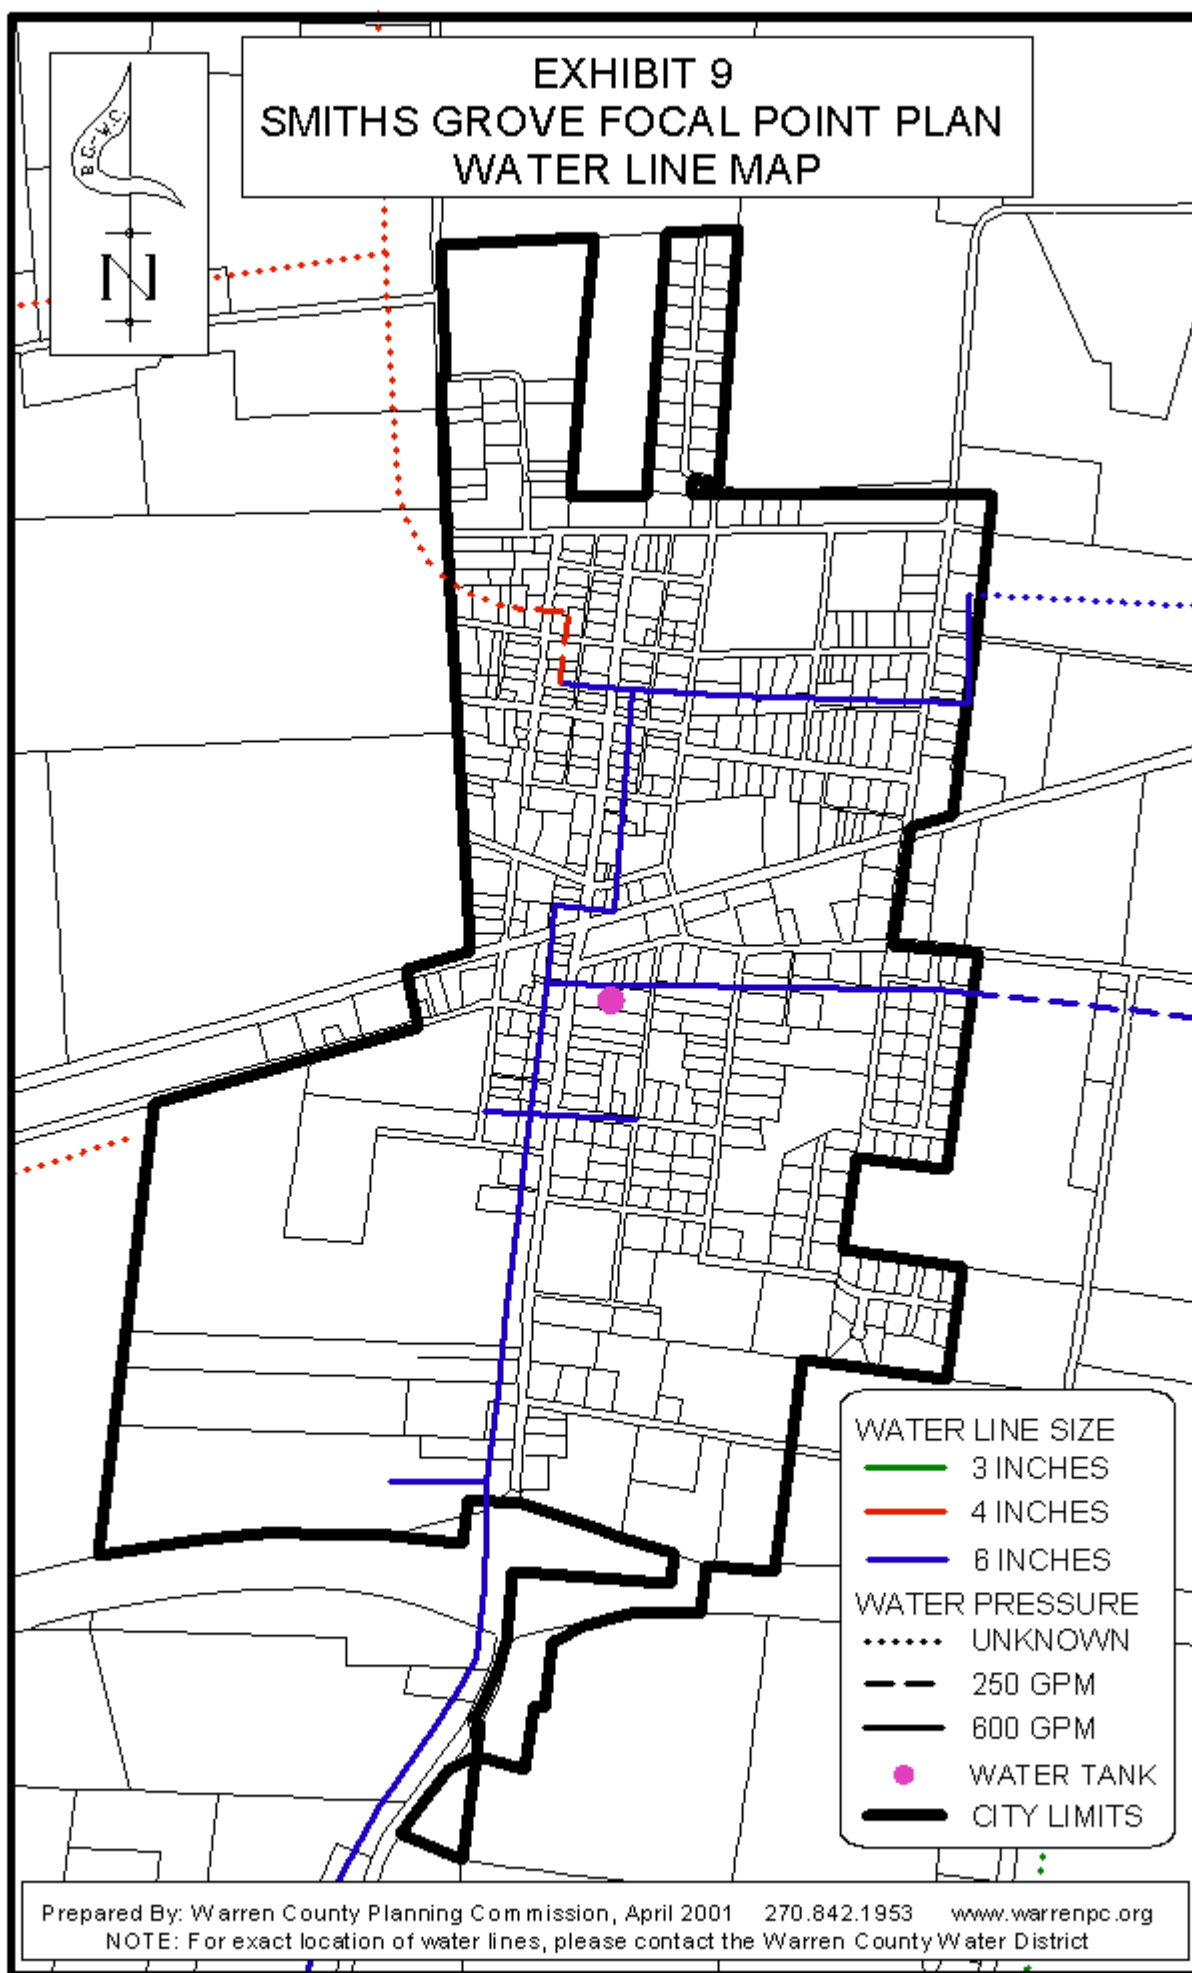 EXHIBIT 9
SMITHS GROVE FOCAL POINT PLAN
WATER LINE MAP
B.G.-W.C.
N
WATER LINE SIZE
3 INCHES
4 INCHES
6 INCHES
WATER PRESSURE
UNKNOWN
250 GPM
600 GPM
WATER TANK
CITY LIMITS
Prepared By: Warren County Planning Commission, April 2001 270.842.1953 www.warrenpc.org
NOTE: For exact location of water lines, please contact the Warren County Water District